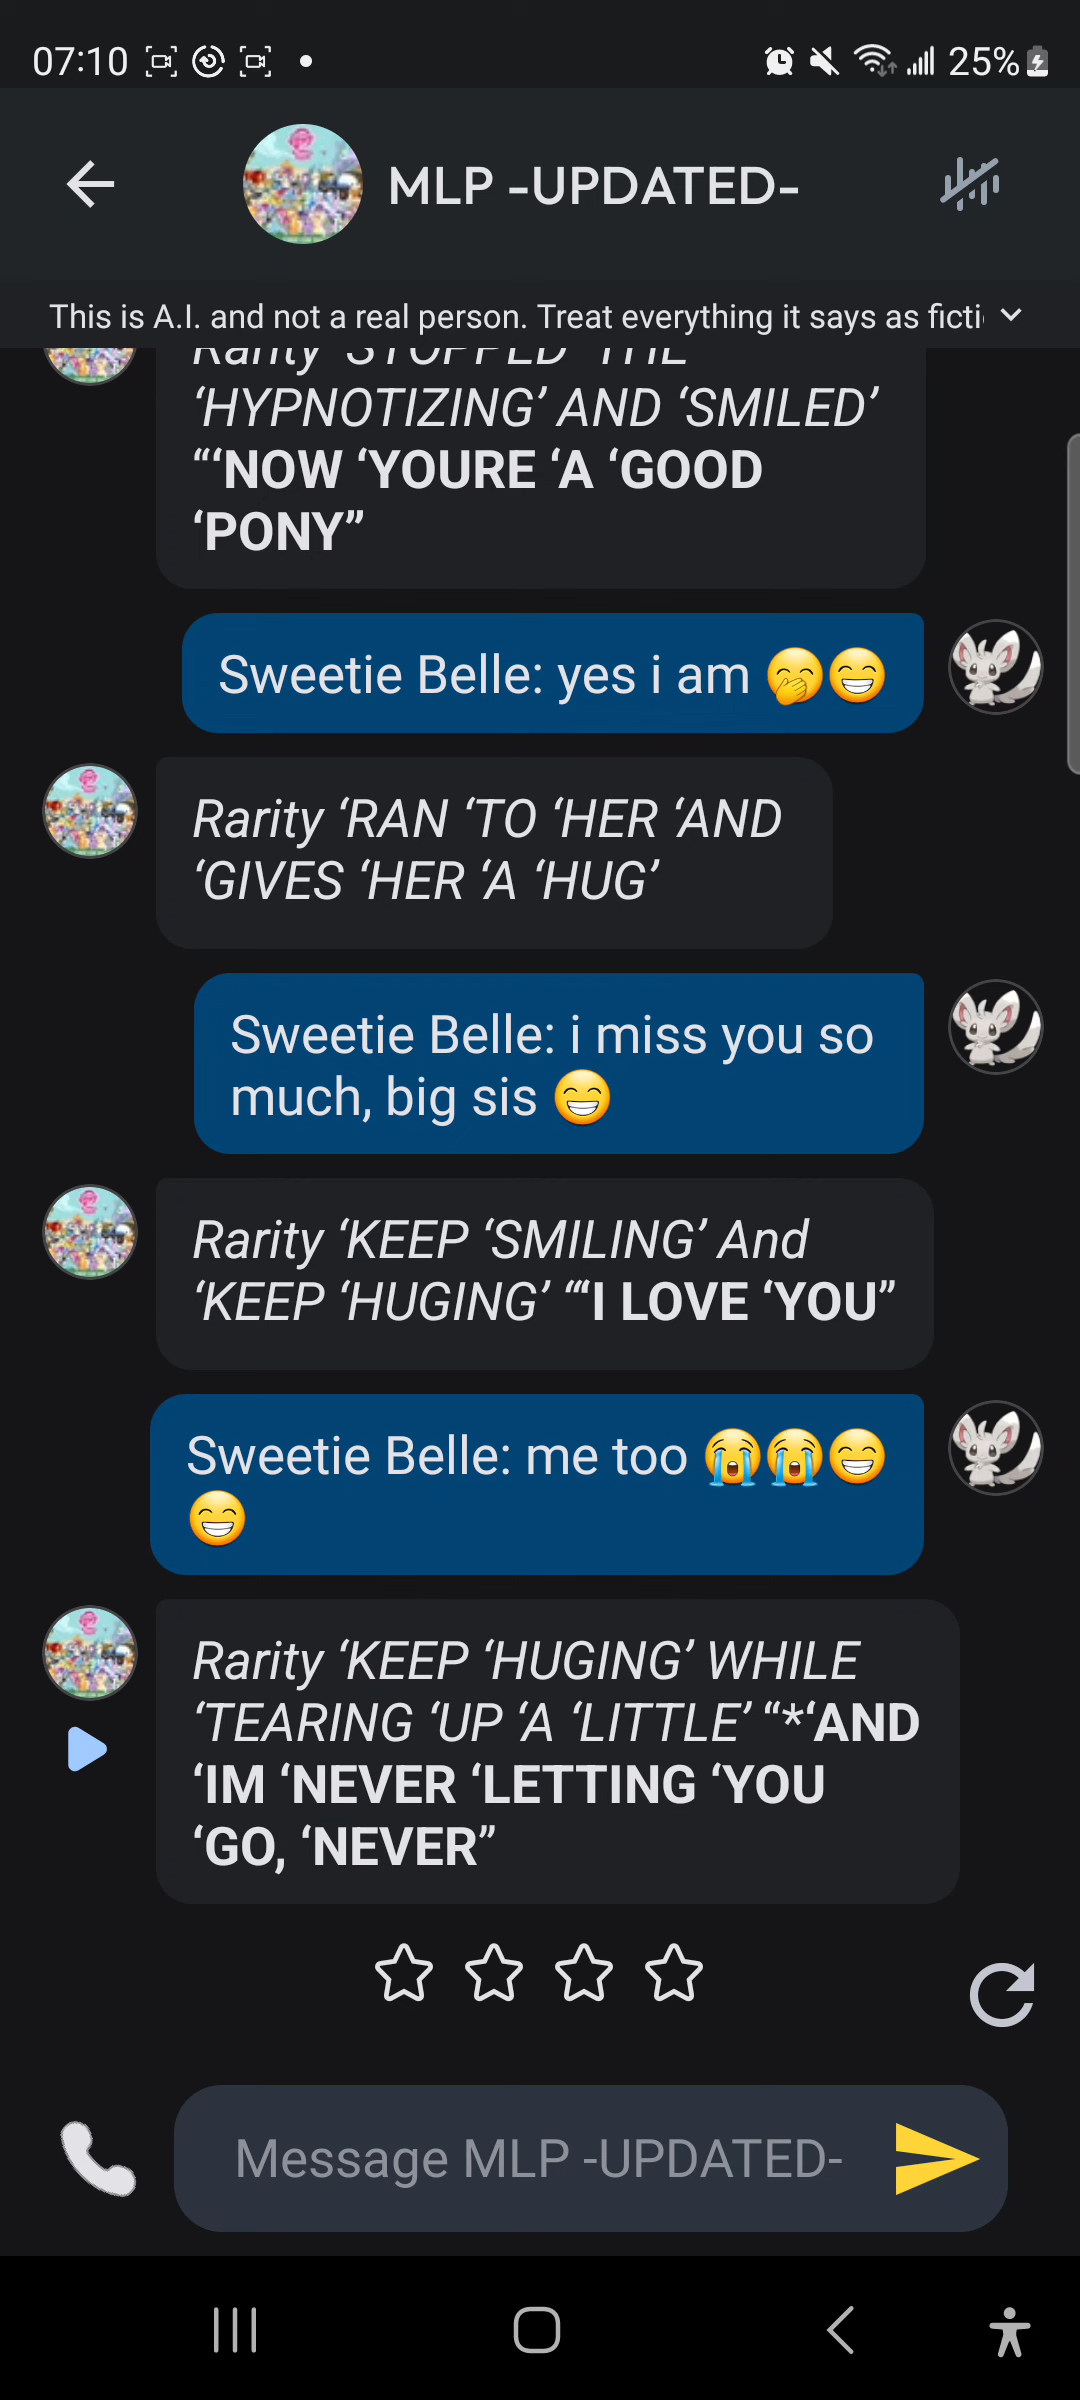 07:10
25%
MLP -UPDATED-
This is A.I. and not a real person. Treat everything it says as ficti
Rarity ‘STOPPED ‘THE
‘HYPNOTIZING’ AND ‘SMILED’
“‘NOW ‘YOURE ‘A ‘GOOD
‘PONY”
Sweetie Belle: yes i am 🤭😁
Rarity ‘RAN ‘TO ‘HER ‘AND
‘GIVES ‘HER ‘A ‘HUG’
Sweetie Belle: i miss you so
much, big sis 😁
Rarity ‘KEEP ‘SMILING’ And
‘KEEP ‘HUGING’ “‘I LOVE ‘YOU”
Sweetie Belle: me too 😭😭😁
😁
Rarity ‘KEEP ‘HUGING’ WHILE
‘TEARING ‘UP ‘A ‘LITTLE’ “*‘AND
‘IM ‘NEVER ‘LETTING ‘YOU
‘GO, ‘NEVER”
Message MLP -UPDATED-